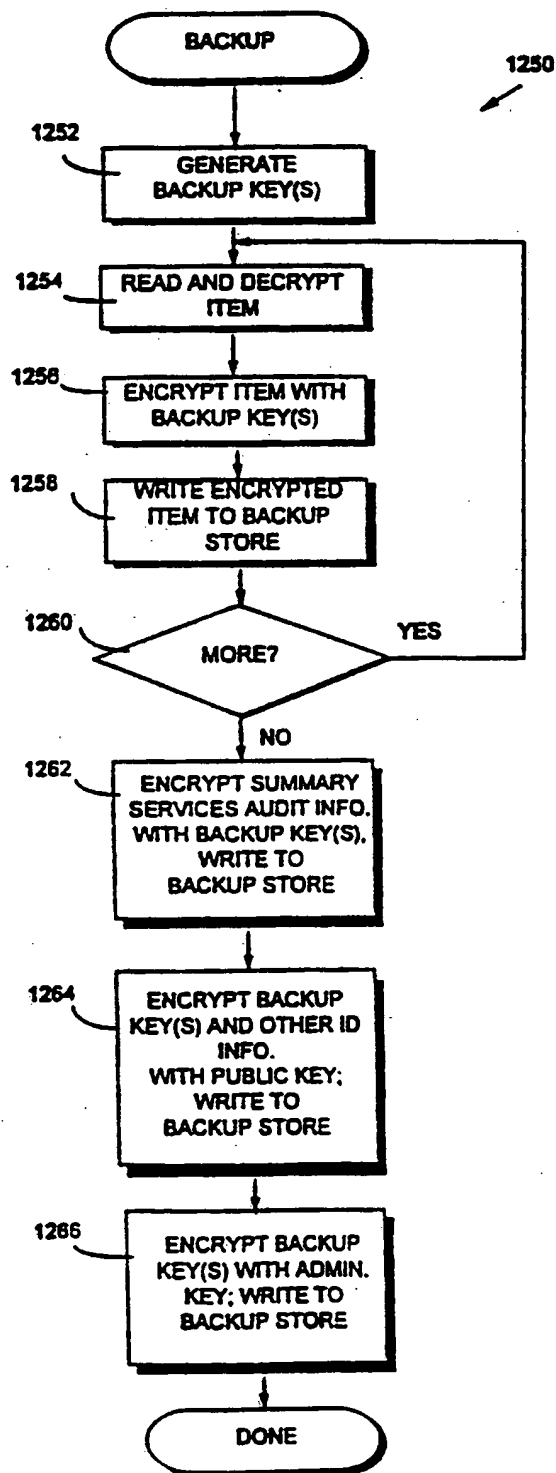 BACKUP
1250
1252
GENERATE
BACKUP KEY(S)
1254
READ AND DECRYPT
ITEM
1256
ENCRYPT ITEM WITH
BACKUP KEY(S)
1258
WRITE ENCRYPTED
ITEM TO BACKUP
STORE
1260
MORE?
YES
NO
1262
ENCRYPT SUMMARY
SERVICES AUDIT INFO.
WITH BACKUP KEY(S),
WRITE TO
BACKUP STORE
1264
ENCRYPT BACKUP
KEY(S) AND OTHER ID
INFO.
WITH PUBLIC KEY;
WRITE TO
BACKUP STORE
1266
ENCRYPT BACKUP
KEY(S) WITH ADMIN.
KEY; WRITE TO
BACKUP STORE
DONE